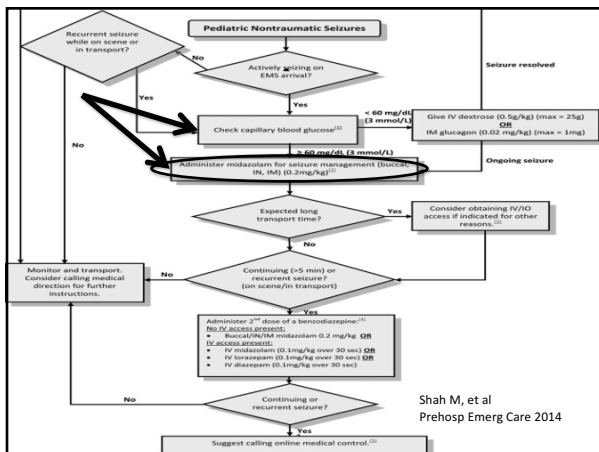 Pediatric Nontraumatic Seizures
Recurrent seizure
while on scene or
in transport?
No
Actively seizing on
EMS arrival?
Seizure resolved
Yes
Yes
< 60 mg/dL
(3 mmol/L)
Check capillary blood glucose
Give IV dextrose (0.5g/kg) (max = 25g)
OR
IM glucagon (0.02 mg/kg) (max = 1mg)
No
≥ 60 mg/dL (3 mmol/L)
Administer midazolam for seizure management (buccal,
IN, IM) (0.2mg/kg)
Ongoing seizure
Expected long
transport time?
Yes
Consider obtaining IV/IO
access if indicated for other
reasons.
No
Monitor and transport.
Consider calling medical
direction for further
instructions.
No
Continuing (>5 min) or
recurrent seizure?
(on scene/in transport)
Yes
Administer 2nd dose of a benzodiazepine:
No IV access present:
• Buccal/IN/IM midazolam 0.2 mg/kg OR
IV access present:
• IV midazolam (0.1mg/kg over 30 sec) OR
• IV lorazepam (0.1mg/kg over 30 sec) OR
• IV diazepam (0.1mg/kg over 30 sec)
No
Continuing or
recurrent seizure?
Shah M, et al
Prehosp Emerg Care 2014
Yes
Suggest calling online medical control.